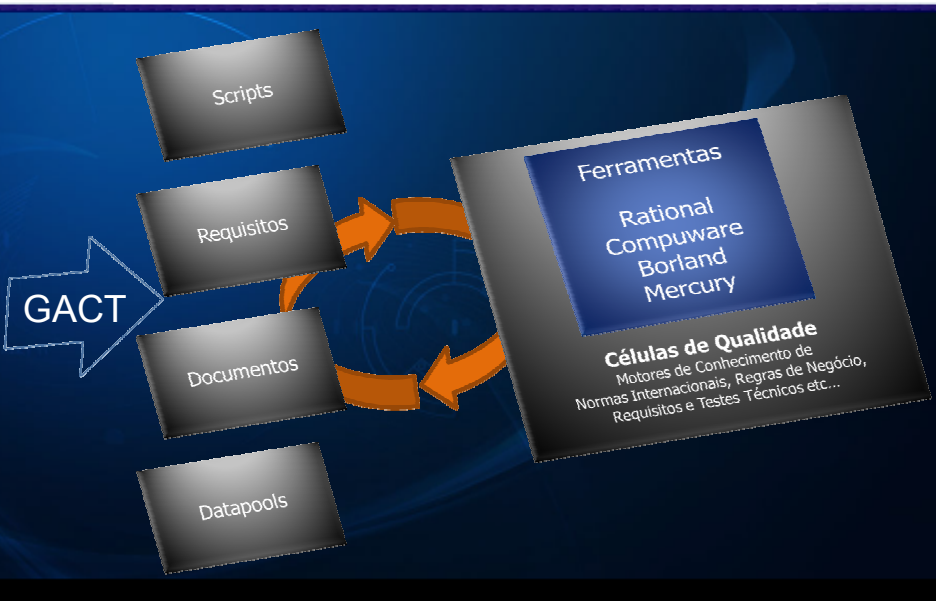 Scripts
Requisitos
GACT
Documentos
Datapools
Ferramentas
Rational
Compuware
Borland
Mercury
Células de Qualidade
Motores de Conhecimento de
Normas Internacionais, Regras de Negócio,
Requisitos e Testes Técnicos etc...